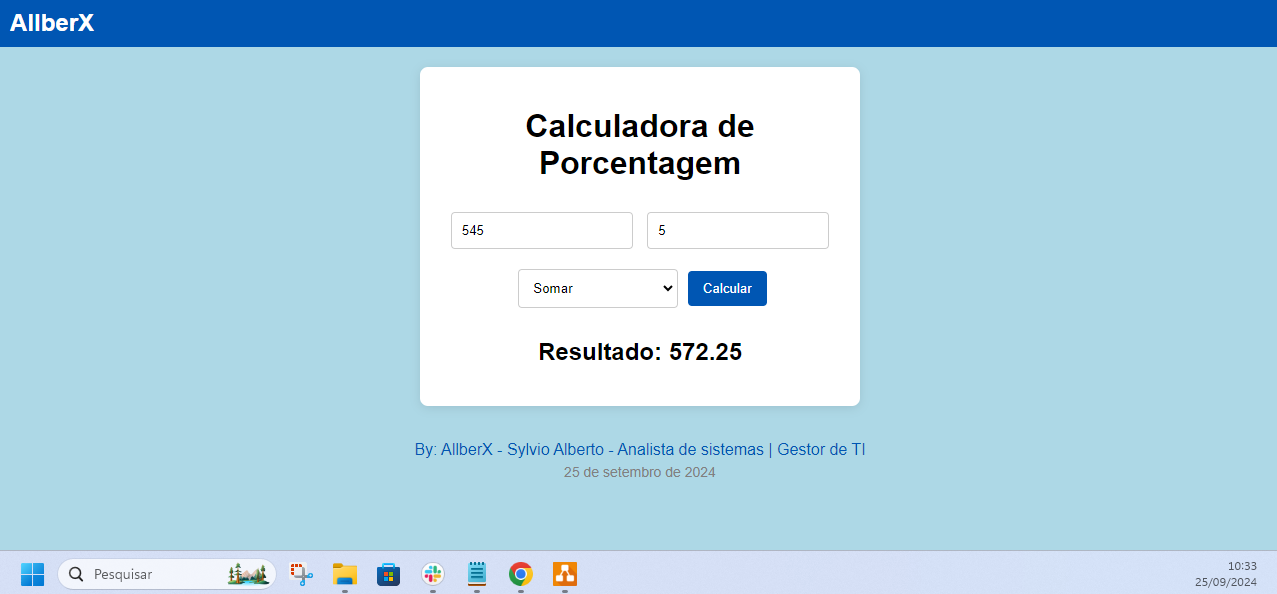 AllberX
Calculadora de
Porcentagem
545
5
Somar
Calcular
Resultado: 572.25
By: AllberX - Sylvio Alberto - Analista de sistemas | Gestor de TI
25 de setembro de 2024
Pesquisar
10:33
25/09/2024